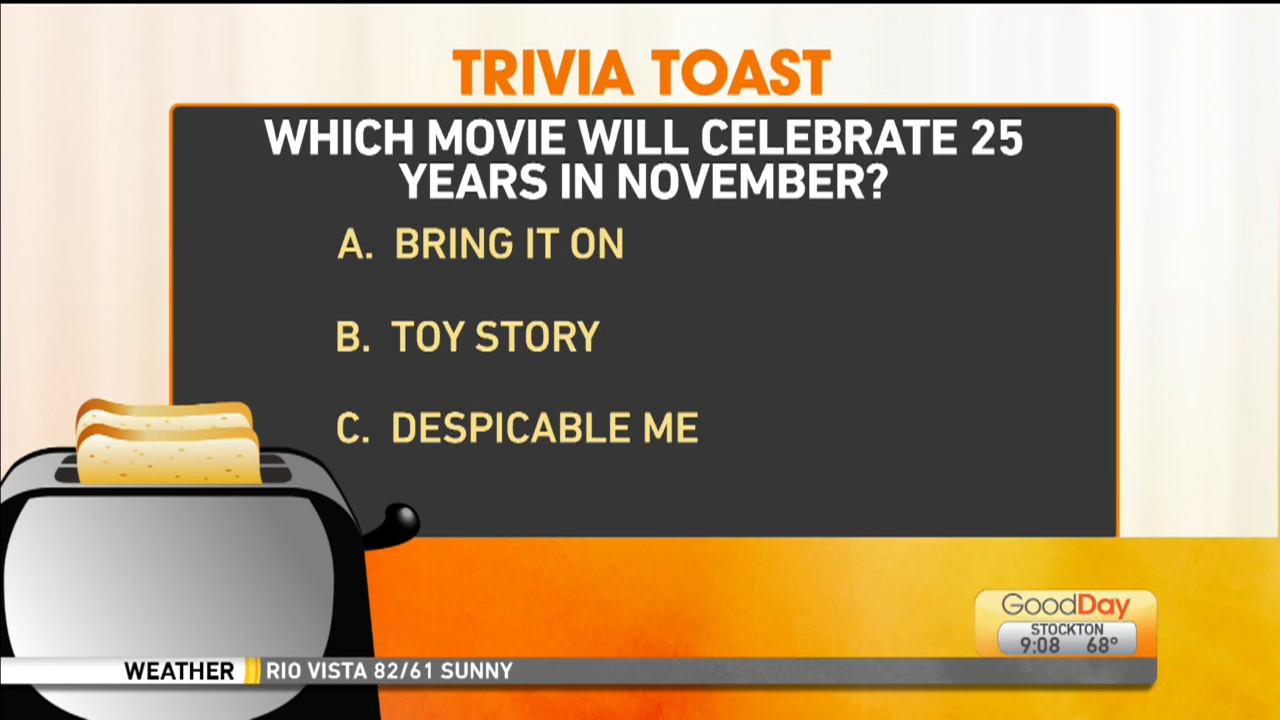 TRIVIA TOAST
WHICH MOVIE WILL CELEBRATE 25
YEARS IN NOVEMBER?
A. BRING IT ON
B. TOY STORY
C. DESPICABLE ME
GoodDay
STOCKTON
9:08 68°
WEATHER RIO VISTA 82/61 SUNNY